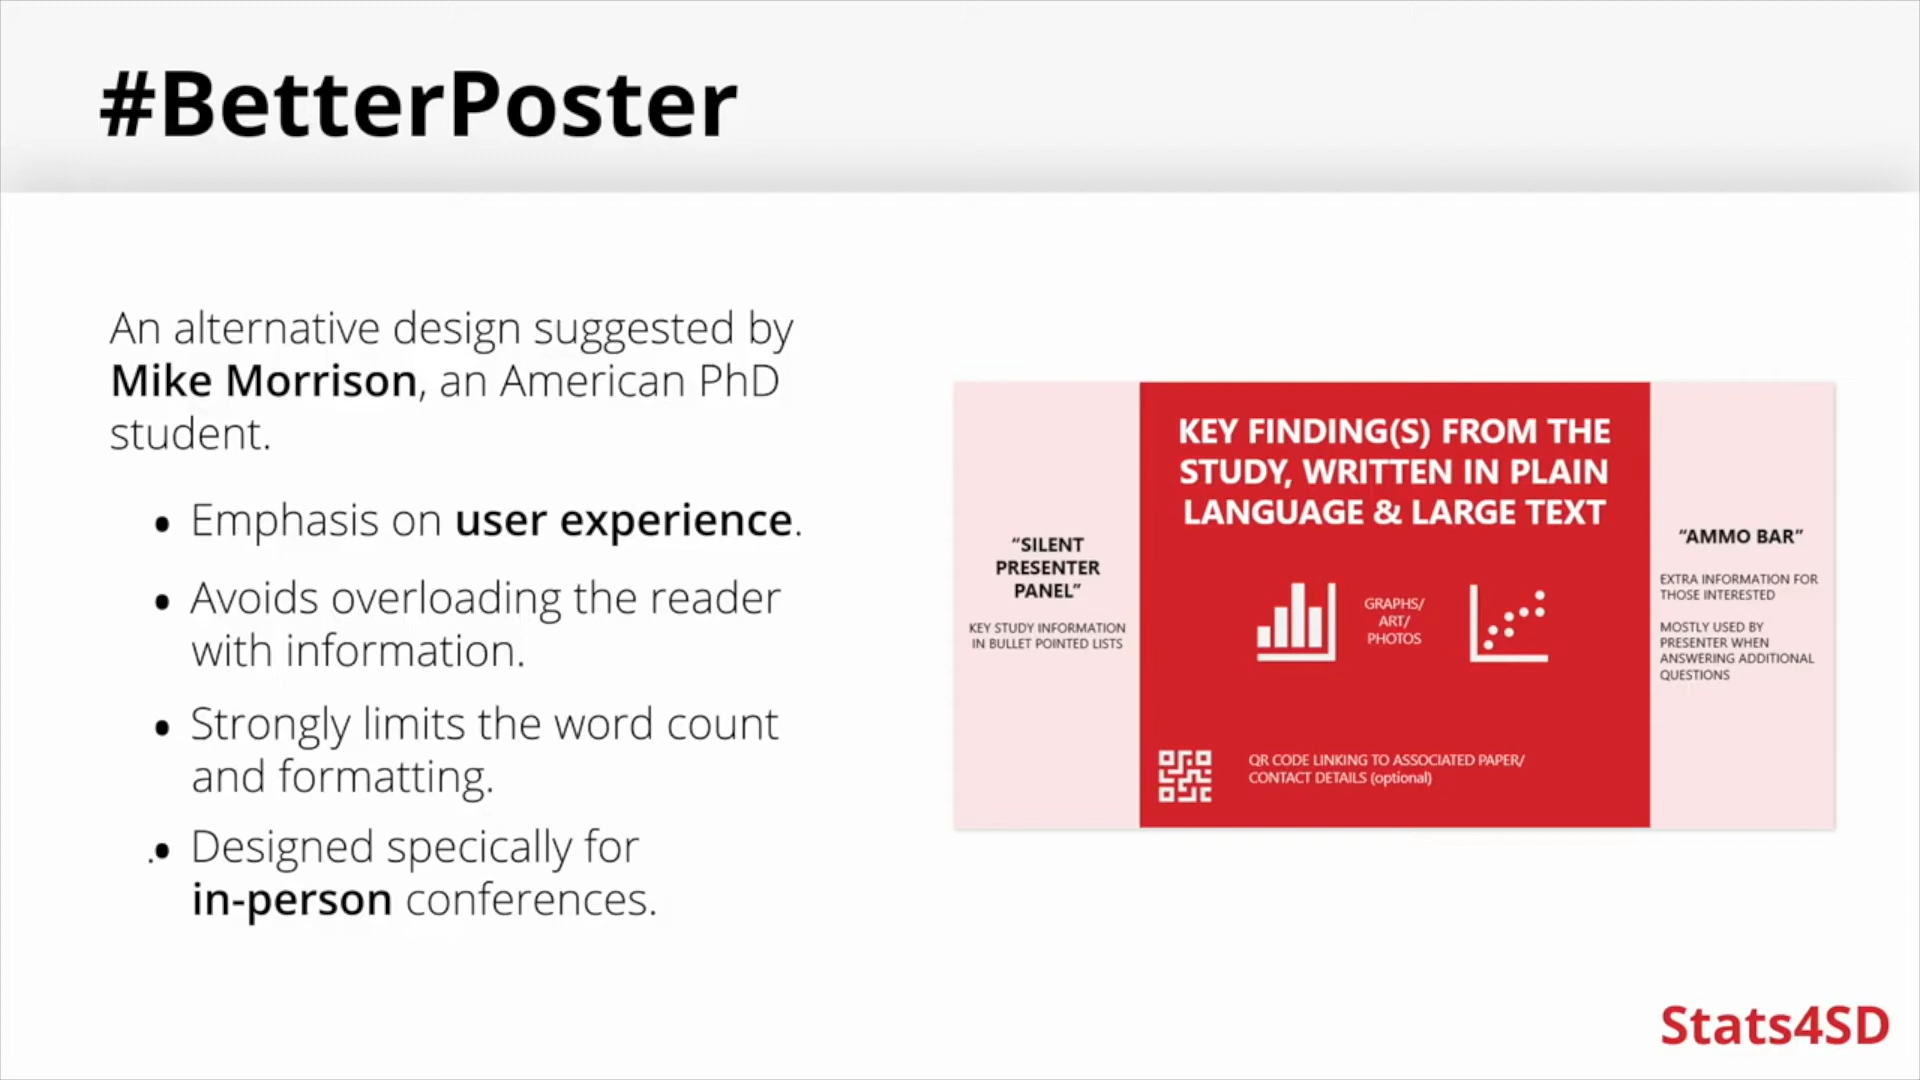 #BetterPoster
An alternative design suggested by
Mike Morrison, an American PhD
student.
• Emphasis on user experience.
• Avoids overloading the reader
with information.
• Strongly limits the word count
and formatting.
.• Designed specically for
in-person conferences.
“SILENT
PRESENTER
PANEL”
KEY STUDY INFORMATION
IN BULLET POINTED LISTS
KEY FINDING(S) FROM THE
STUDY, WRITTEN IN PLAIN
LANGUAGE & LARGE TEXT
GRAPHS/
ART/
PHOTOS
QR CODE LINKING TO ASSOCIATED PAPER/
CONTACT DETAILS (optional)
“AMMO BAR”
EXTRA INFORMATION FOR
THOSE INTERESTED
MOSTLY USED BY
PRESENTER WHEN
ANSWERING ADDITIONAL
QUESTIONS
Stats4SD